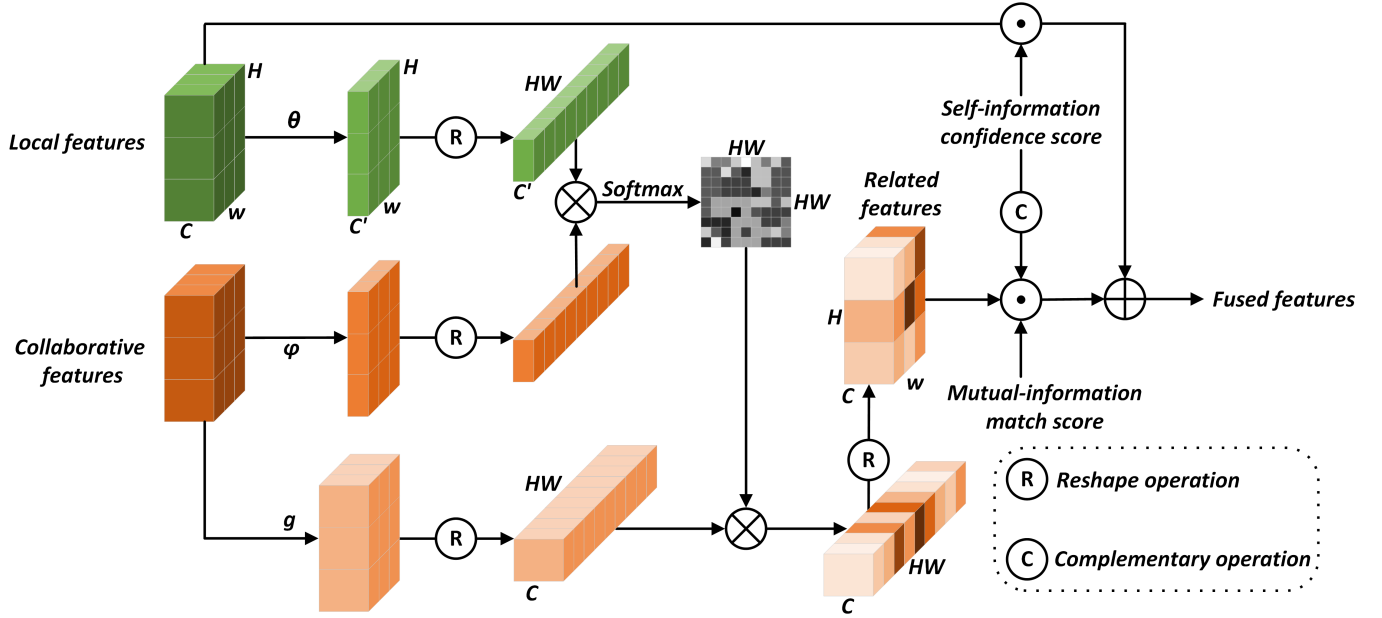 H
H
HW
Self-information
confidence score
Local features
θ
R
C'
Softmax
HW
HW
C
w
C'
w
Related
features
C
Collaborative
features
φ
R
H
Fused features
C
w
Mutual-information
match score
g
R
HW
C
R
HW
C
R
Reshape operation
C
Complementary operation